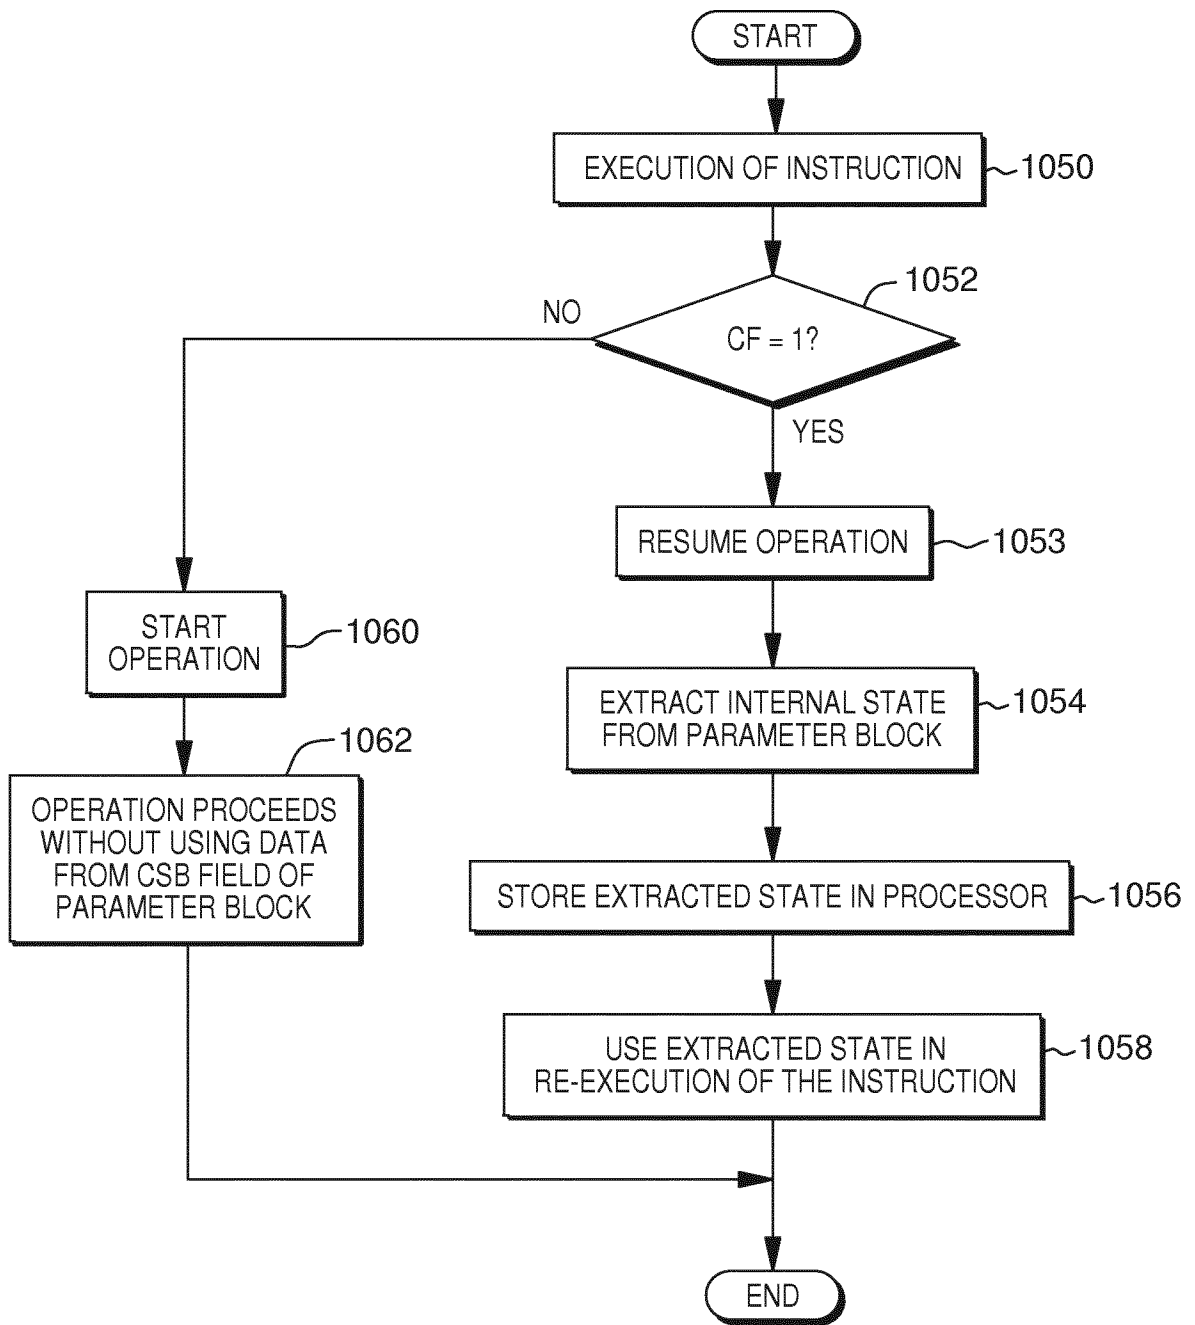 START
EXECUTION OF INSTRUCTION
1050
1052
CF = 1?
NO
YES
RESUME OPERATION
1053
START
OPERATION
1060
EXTRACT INTERNAL STATE
FROM PARAMETER BLOCK
1054
1062
OPERATION PROCEEDS
WITHOUT USING DATA
FROM CSB FIELD OF
PARAMETER BLOCK
STORE EXTRACTED STATE IN PROCESSOR
1056
USE EXTRACTED STATE IN
RE-EXECUTION OF THE INSTRUCTION
1058
END